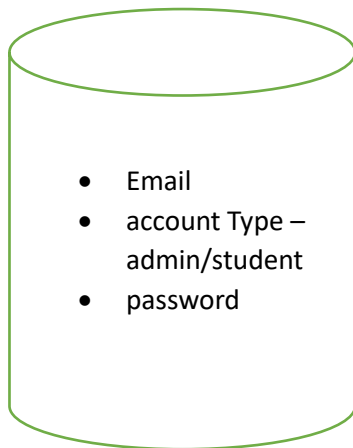 • Email
• account Type –
admin/student
• password